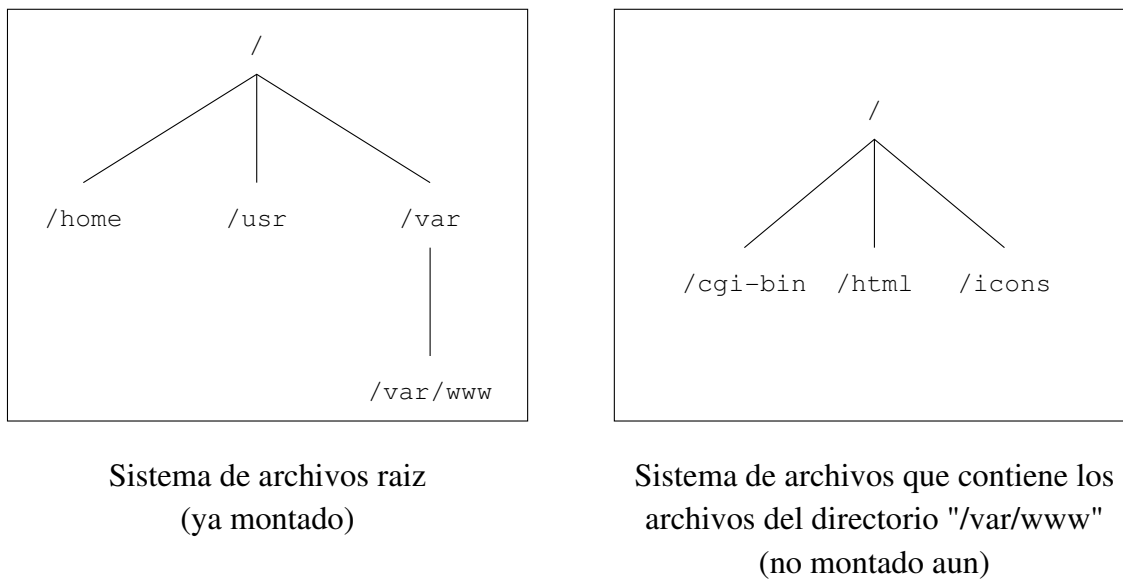 /
/home /usr /var
/var/www
Sistema de archivos raiz
(ya montado)
/
/cgi-bin /html /icons
Sistema de archivos que contiene los
archivos del directorio "/var/www"
(no montado aun)